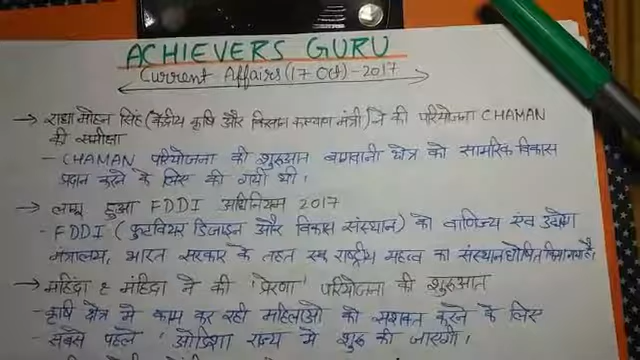 ACHIEVERS GURU
Current Affairs (17 Oct)-2017
→ राधा मोहन सिंह (केंद्रीय कृषि और किसान कल्याण मंत्री) ने की परियोजना CHAMAN
की समीक्षा
- CHAMAN परियोजना की शुरुआत बागवानी क्षेत्र को सामरिक विकास
प्रदान करने के लिए की गयी थी।
→ लागू हुआ FDDI अधिनियम 2017
- FDDI ( फुटवियर डिजाइन और विकास संस्थान) को वाणिज्य एंव उद्योग
मंत्रालय, भारत सरकार के तहत एक राष्ट्रीय महत्व का संस्थान घोषित किया गया है।
→ महिंद्रा & महिंद्रा ने की 'प्रेरणा' परियोजना की शुरुआत
- कृषि क्षेत्र में काम कर रही महिलाओ को सशक्त करने के लिए
- सबसे पहले ओडिशा राज्य मे शुरू की जाएगी।